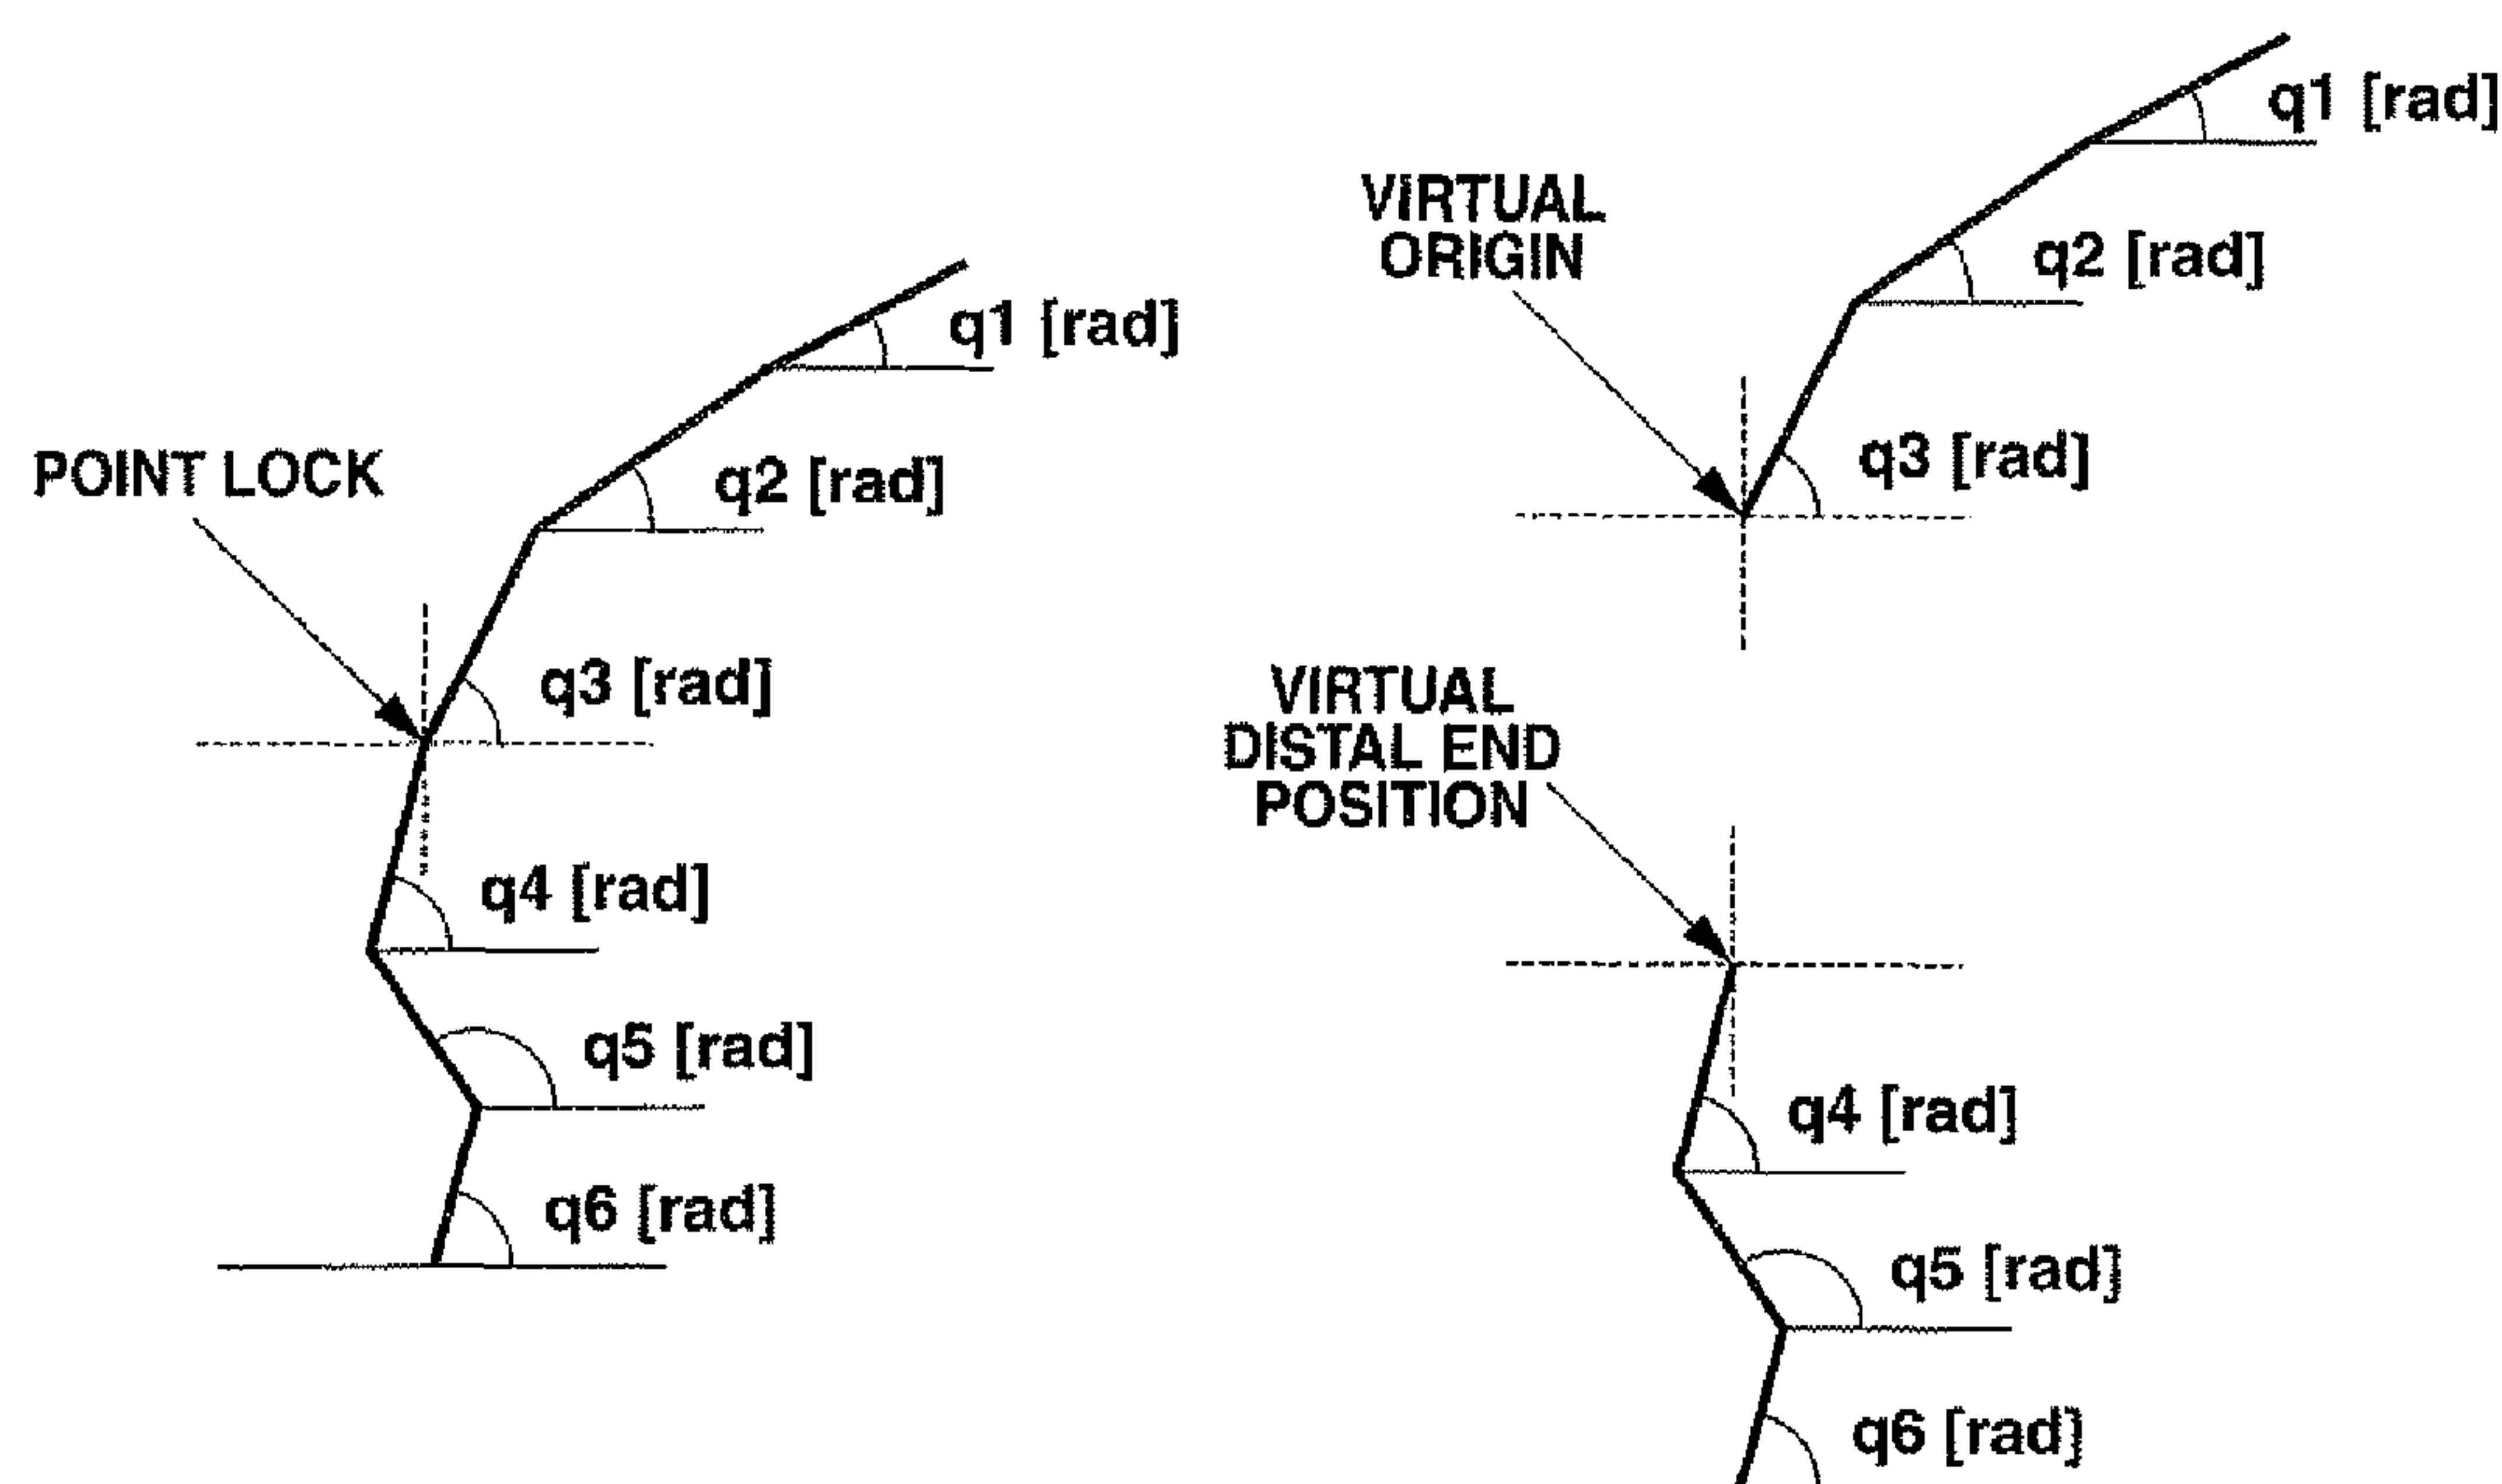 q1 [rad]
q2 [rad]
POINT LOCK
q3 [rad]
q4 [rad]
q5 [rad]
q6 [rad]
q1 [rad]
VIRTUAL
ORIGIN
q2 [rad]
q3 [rad]
VIRTUAL
DISTAL END
POSITION
q4 [rad]
q5 [rad]
q6 [rad]